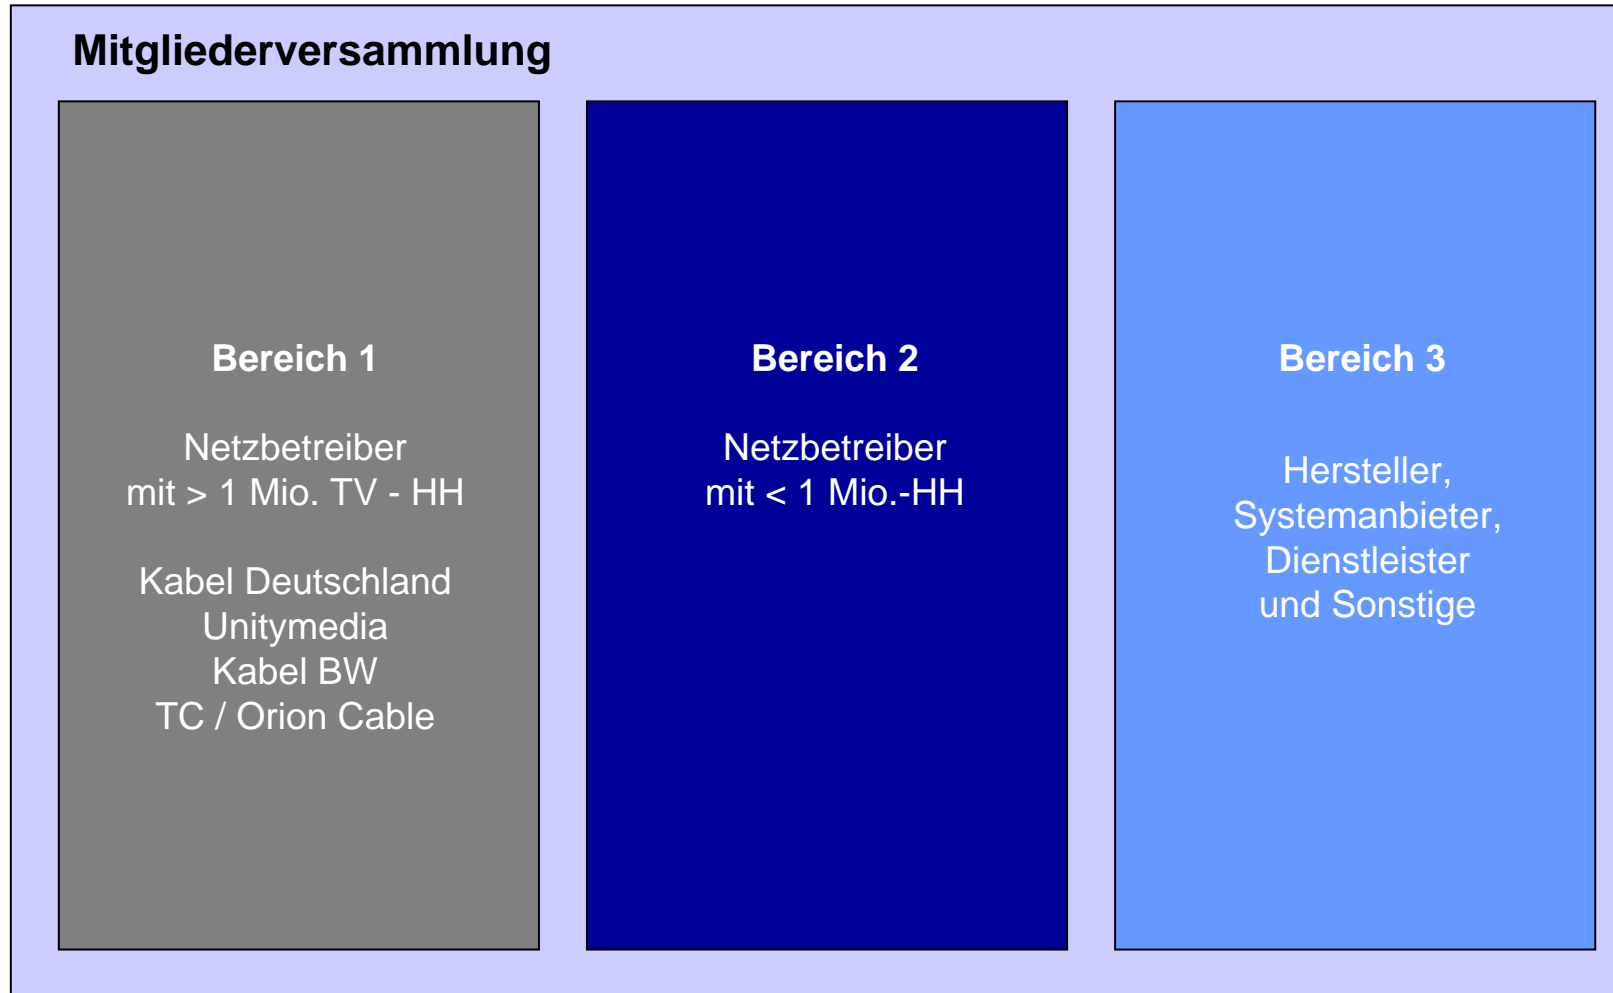 Mitgliederversammlung
Bereich 1
Netzbetreiber
mit > 1 Mio. TV - HH
Kabel Deutschland
Unitymedia
Kabel BW
TC / Orion Cable
Bereich 2
Netzbetreiber
mit < 1 Mio.-HH
Bereich 3
Hersteller,
Systemanbieter,
Dienstleister
und Sonstige